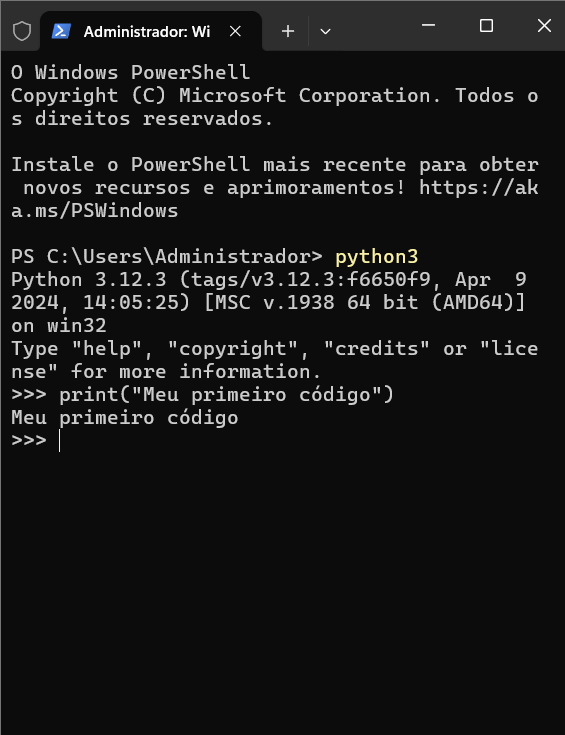 Administrador: Wi
O Windows PowerShell
Copyright (C) Microsoft Corporation. Todos o
s direitos reservados.
Instale o PowerShell mais recente para obter
 novos recursos e aprimoramentos! https://ak
a.ms/PSWindows
PS C:\Users\Administrador> python3
Python 3.12.3 (tags/v3.12.3:f6650f9, Apr  9
2024, 14:05:25) [MSC v.1938 64 bit (AMD64)]
on win32
Type "help", "copyright", "credits" or "lice
nse" for more information.
>>> print("Meu primeiro código")
Meu primeiro código
>>>